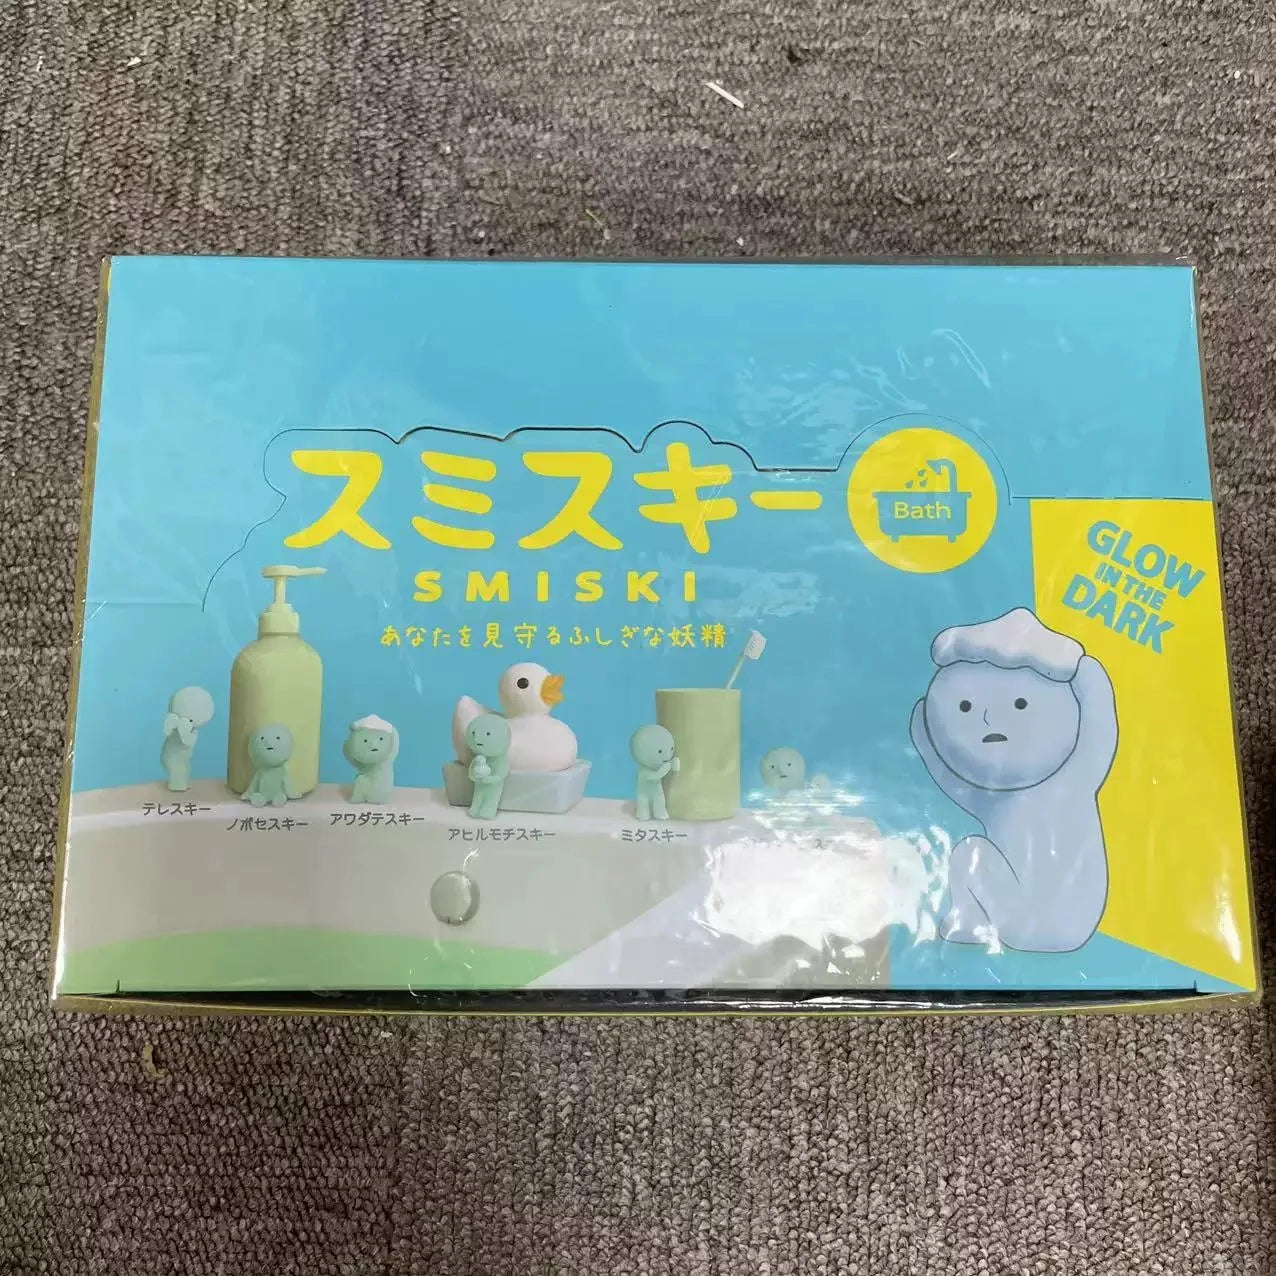 スミスキー
Bath
SMISKI
あなたを見守るふしぎな妖精
GLOW
IN THE
DARK
テレスキー
ノボセスキー
アワダテスキー
アヒルモチスキー
ミタスキー